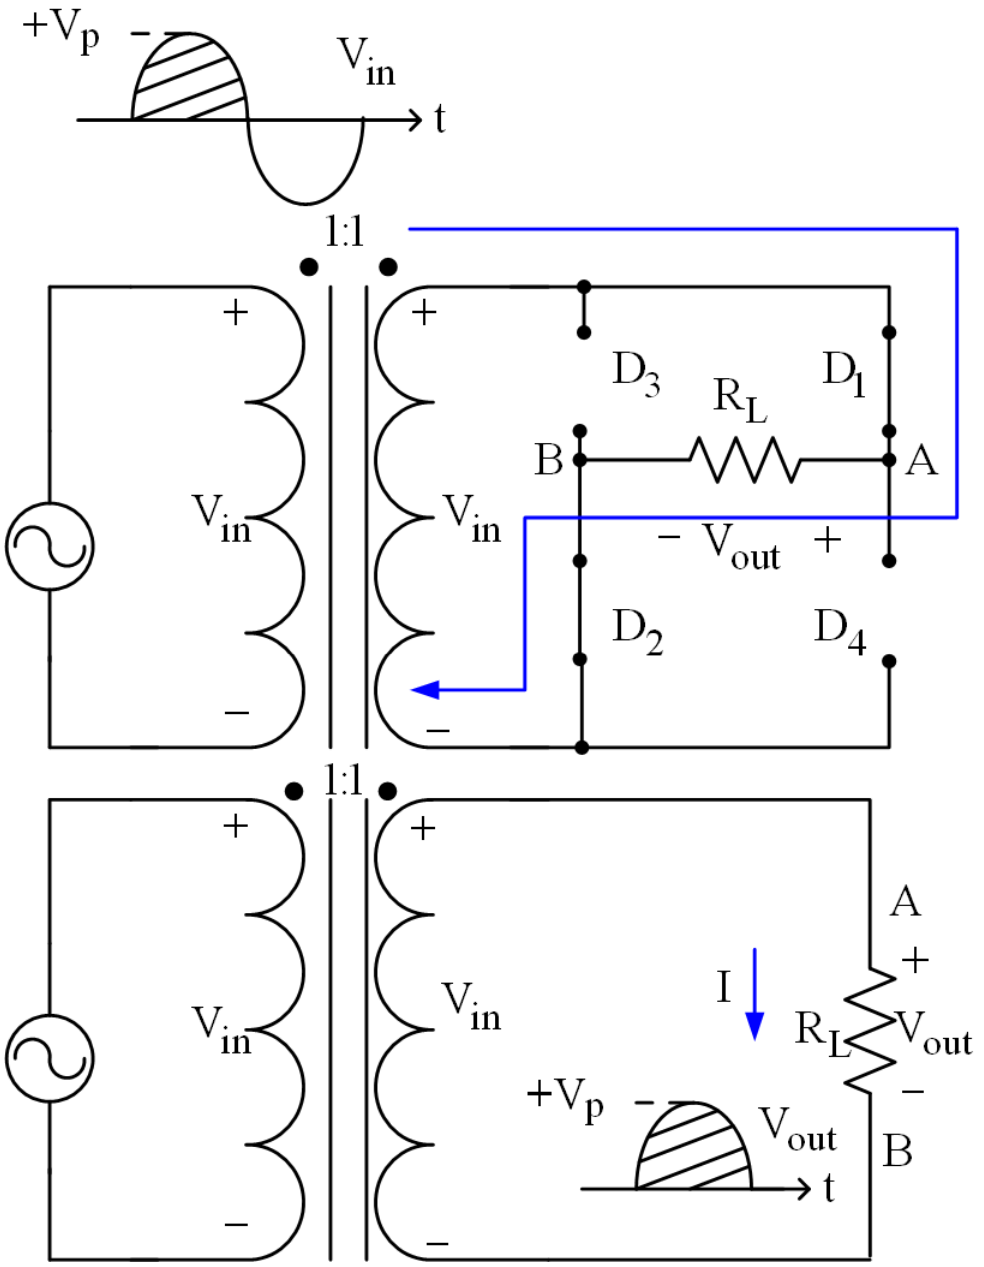 +Vp
Vin
t
1:1
+ +
D3 D1
RL
B A
Vin Vin
− Vout +
D2 D4
− −
1:1
+ +
A
+
I
Vin Vin RL Vout
−
+Vp
Vout
B
t
− −